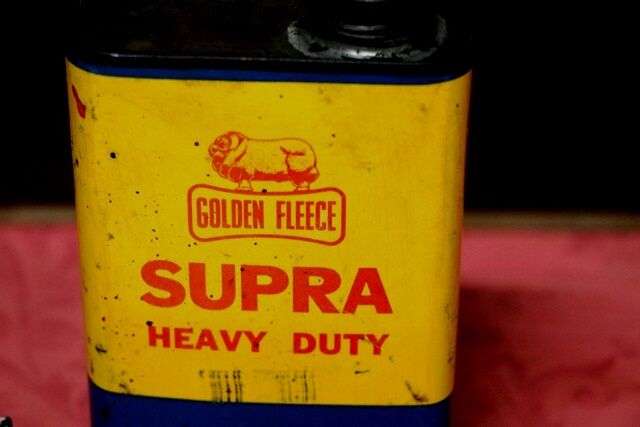 GOLDEN FLEECE
SUPRA
HEAVY DUTY